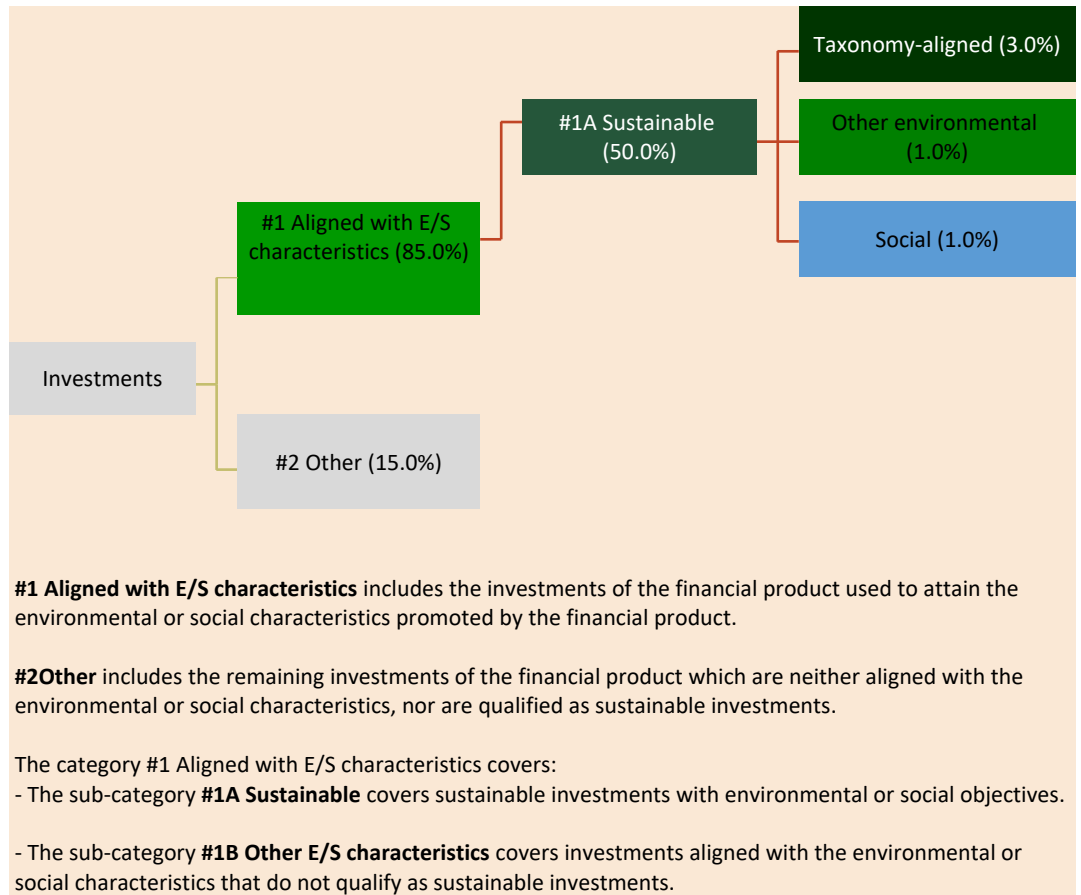 Taxonomy-aligned (3.0%)
#1A Sustainable
(50.0%)
Other environmental
(1.0%)
#1 Aligned with E/S
characteristics (85.0%)
Social (1.0%)
Investments
#2 Other (15.0%)
#1 Aligned with E/S characteristics includes the investments of the financial product used to attain the
environmental or social characteristics promoted by the financial product.
#2Other includes the remaining investments of the financial product which are neither aligned with the
environmental or social characteristics, nor are qualified as sustainable investments.
The category #1 Aligned with E/S characteristics covers:
- The sub-category #1A Sustainable covers sustainable investments with environmental or social objectives.
- The sub-category #1B Other E/S characteristics covers investments aligned with the environmental or
social characteristics that do not qualify as sustainable investments.